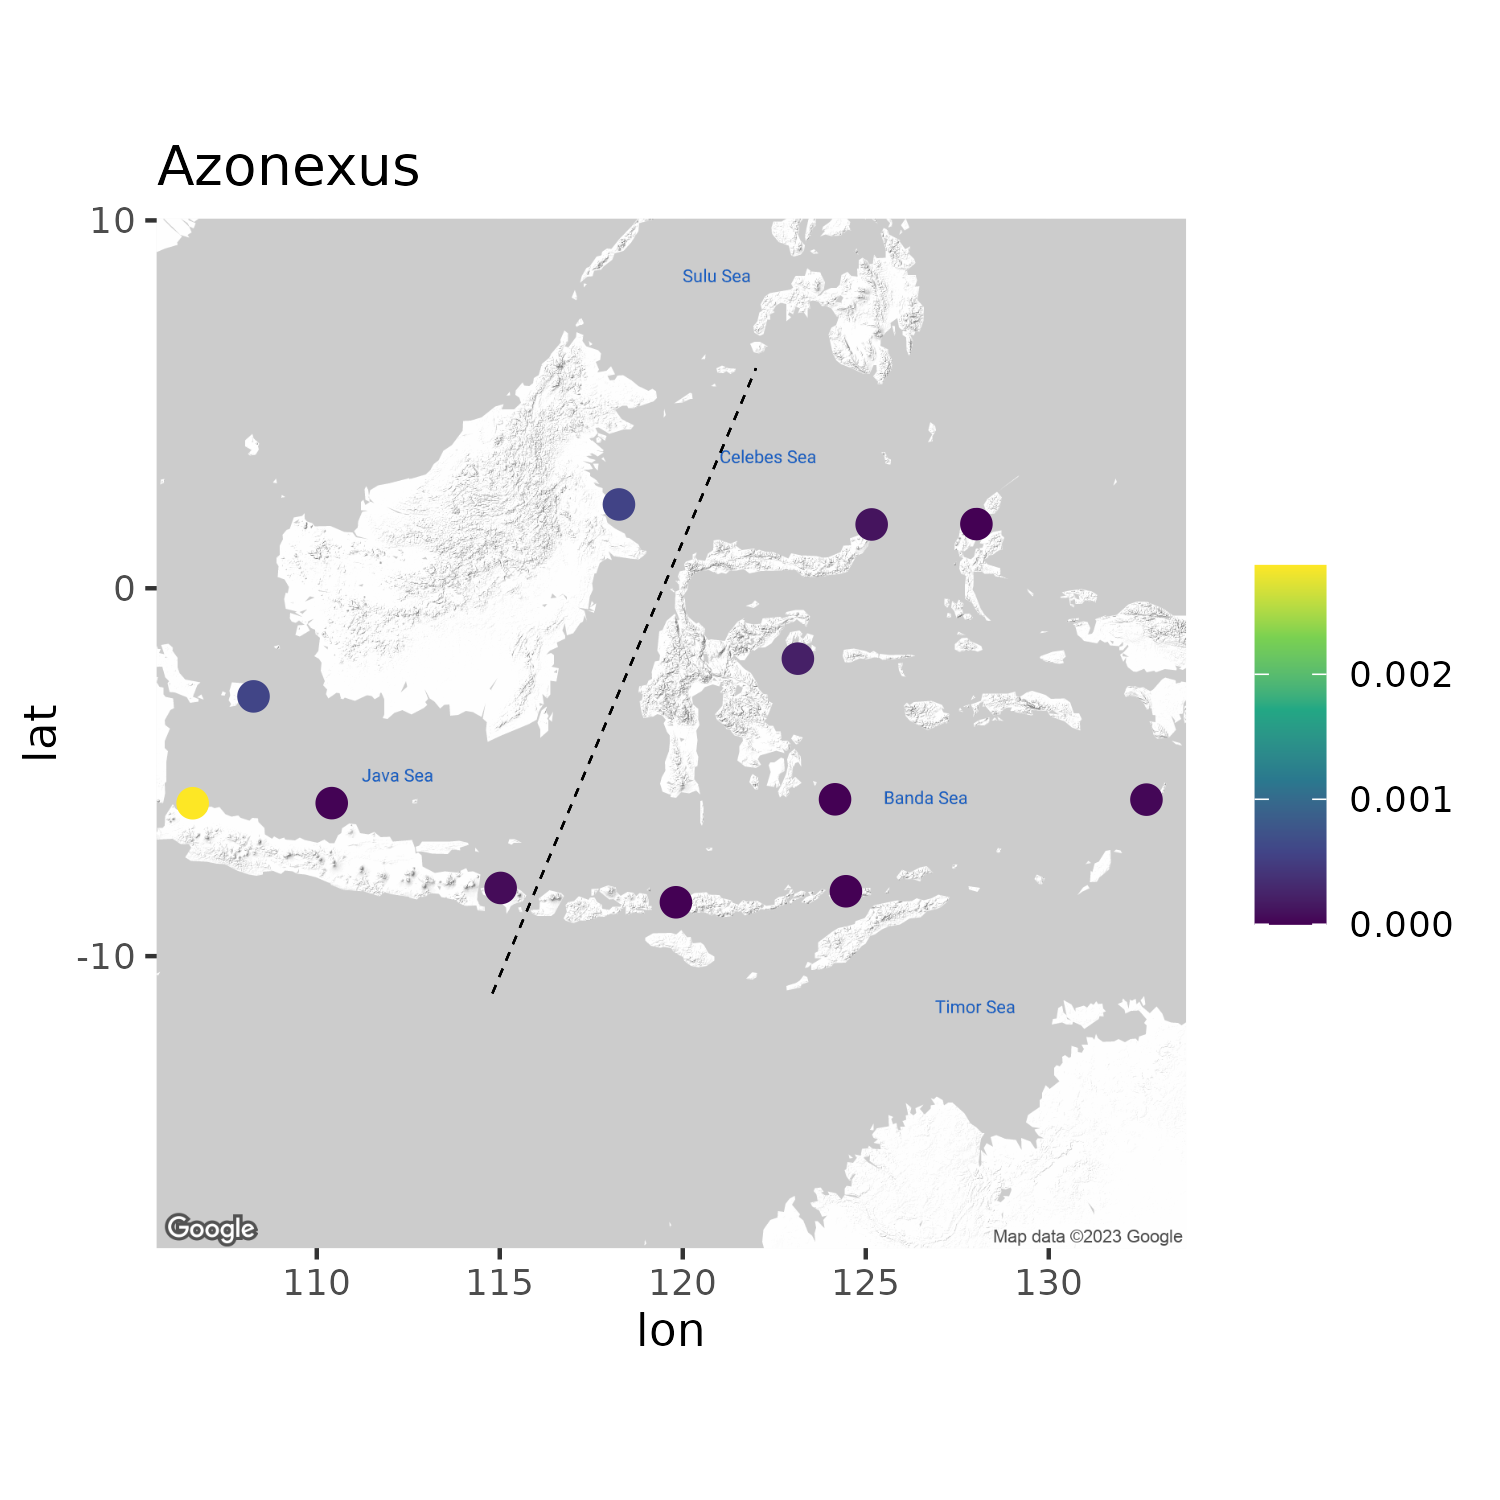 Azonexus
10
0
-10
lat
Sulu Sea
Celebes Sea
Java Sea
Banda Sea
Timor Sea
Google
Map data ©2023 Google
110 115 120 125 130
lon
0.002
0.001
0.000